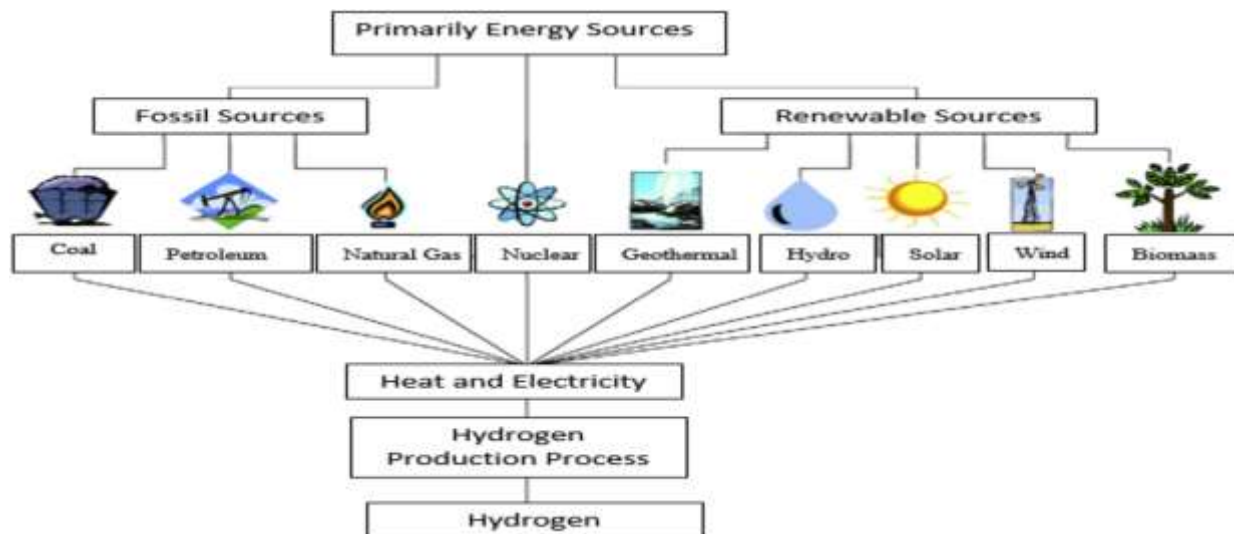 Primarily Energy Sources
Fossil Sources
Renewable Sources
Coal
Petroleum
Natural Gas
Nuclear
Geothermal
Hydro
Solar
Wind
Biomass
Heat and Electricity
Hydrogen
Production Process
Hydrogen